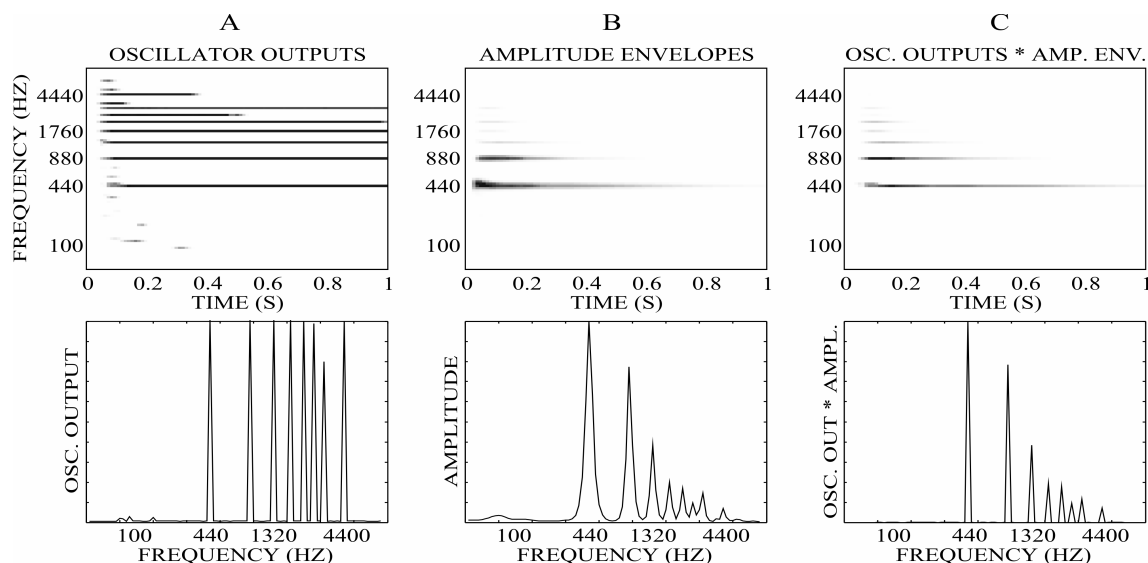 A
B
C
OSCILLATOR OUTPUTS
AMPLITUDE ENVELOPES
OSC. OUTPUTS * AMP. ENV.
FREQUENCY (HZ)
4440
1760
880
440
100
0
0.2
0.4
0.6
0.8
1
TIME (S)
4440
1760
880
440
100
0
0.2
0.4
0.6
0.8
1
TIME (S)
4440
1760
880
440
100
0
0.2
0.4
0.6
0.8
1
TIME (S)
OSC. OUTPUT
100
440
1320
4400
FREQUENCY (HZ)
AMPLITUDE
100
440
1320
4400
FREQUENCY (HZ)
OSC. OUT * AMPL.
100
440
1320
4400
FREQUENCY (HZ)